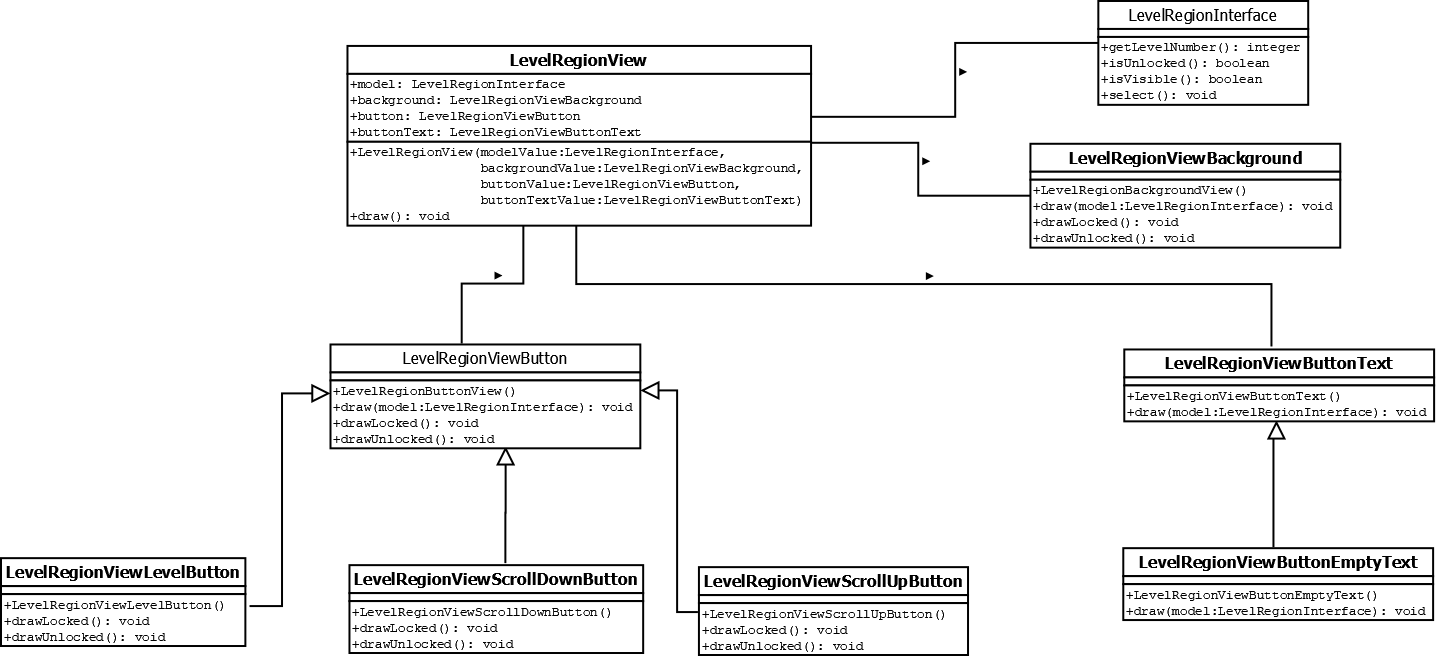 LevelRegionInterface
+getLevelNumber(): integer
+isUnlocked(): boolean
+isVisible(): boolean
+select(): void
LevelRegionView
+model: LevelRegionInterface
+background: LevelRegionViewBackground
+button: LevelRegionViewButton
+buttonText: LevelRegionViewButtonText
+LevelRegionView(modelValue:LevelRegionInterface,
backgroundValue:LevelRegionViewBackground,
buttonValue:LevelRegionViewButton,
buttonTextValue:LevelRegionViewButtonText)
+draw(): void
LevelRegionViewBackground
+LevelRegionBackgroundView()
+draw(model:LevelRegionInterface): void
+drawLocked(): void
+drawUnlocked(): void
LevelRegionViewButton
+LevelRegionButtonView()
+draw(model:LevelRegionInterface): void
+drawLocked(): void
+drawUnlocked(): void
LevelRegionViewButtonText
+LevelRegionViewButtonText()
+draw(model:LevelRegionInterface): void
LevelRegionViewLevelButton
+LevelRegionViewLevelButton()
+drawLocked(): void
+drawUnlocked(): void
LevelRegionViewScrollDownButton
+LevelRegionViewScrollDownButton()
+drawLocked(): void
+drawUnlocked(): void
LevelRegionViewScrollUpButton
+LevelRegionViewScrollUpButton()
+drawLocked(): void
+drawUnlocked(): void
LevelRegionViewButtonEmptyText
+LevelRegionViewButtonEmptyText()
+draw(model:LevelRegionInterface): void